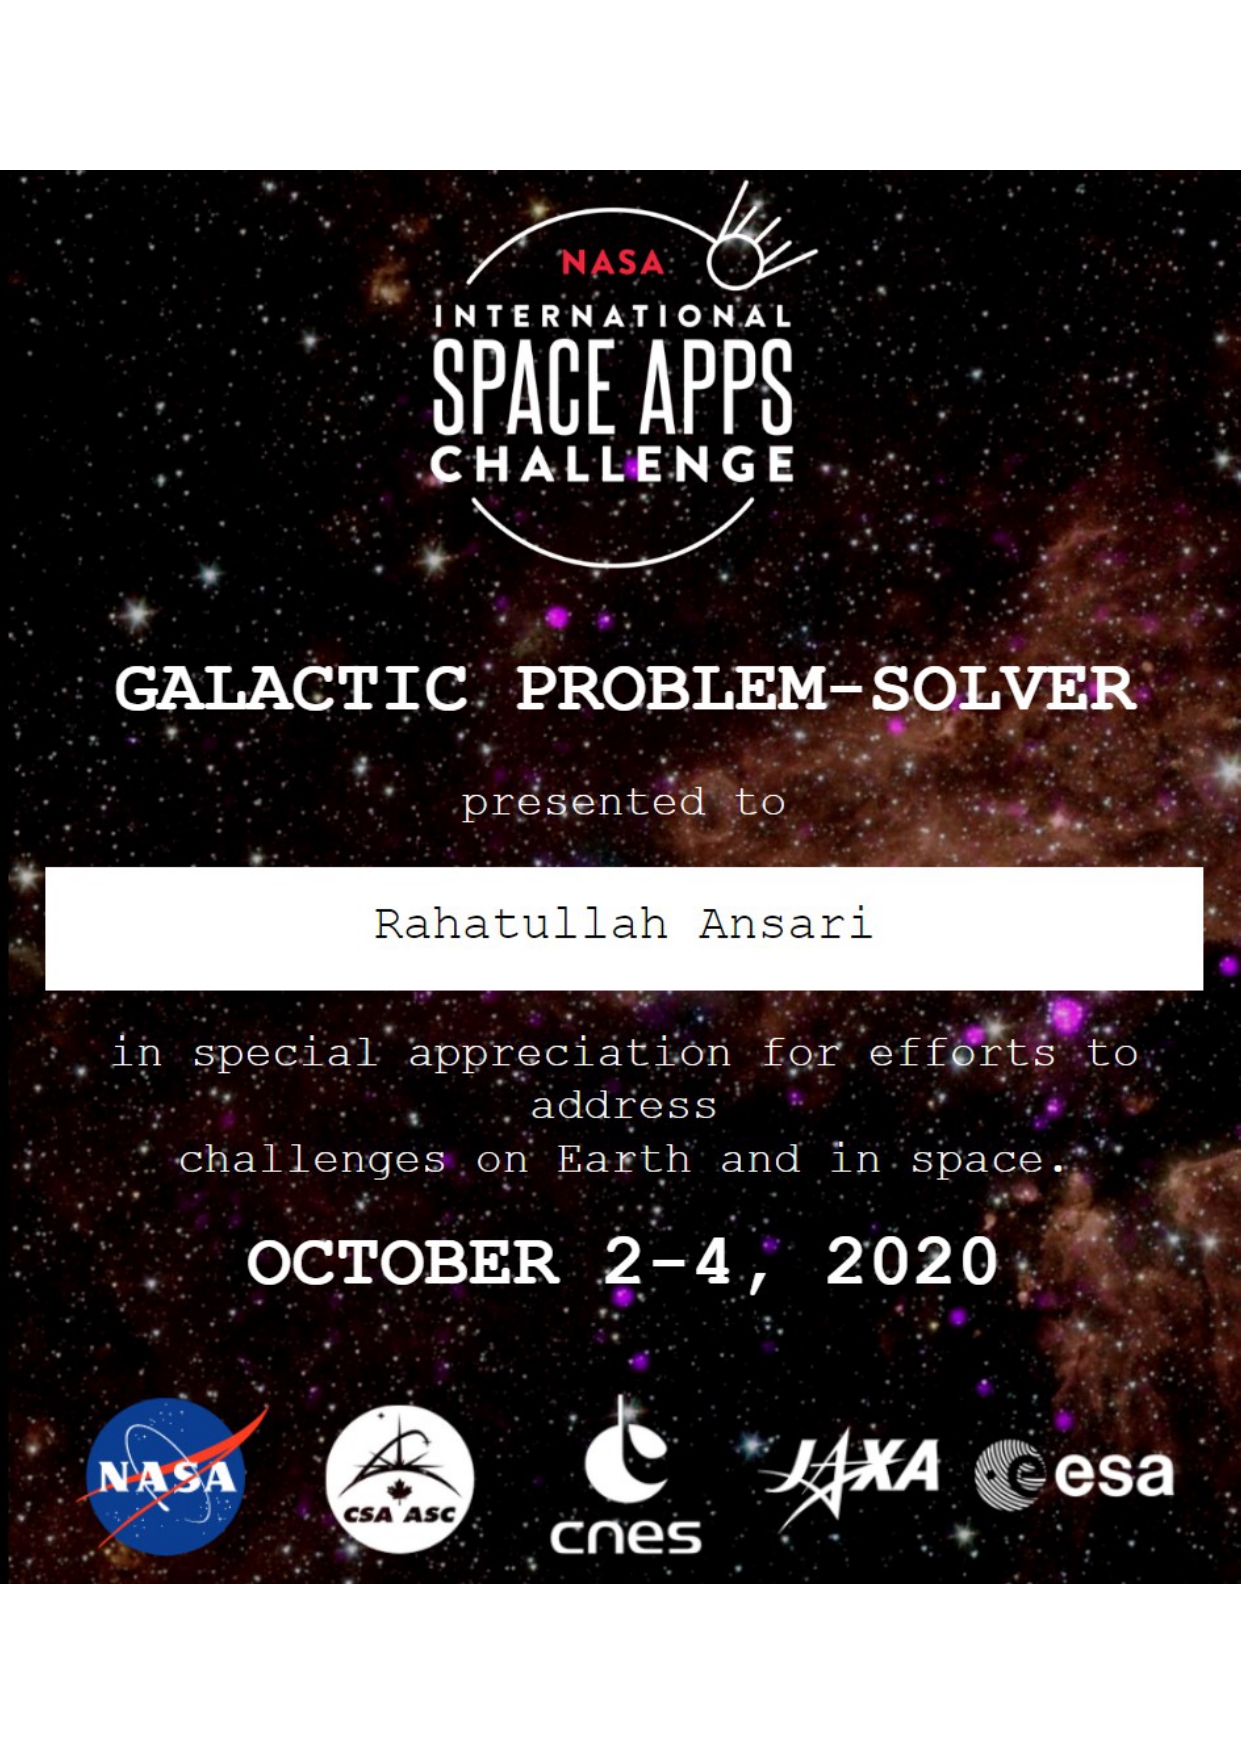 NASA
INTERNATIONAL
SPACE APPS
CHALLENGE
GALACTIC PROBLEM-SOLVER
presented to
Rahatullah Ansari
in special appreciation for efforts to
address
challenges on Earth and in space.
OCTOBER 2-4, 2020
NASA
CSA ASC
cnes
JAXA
esa